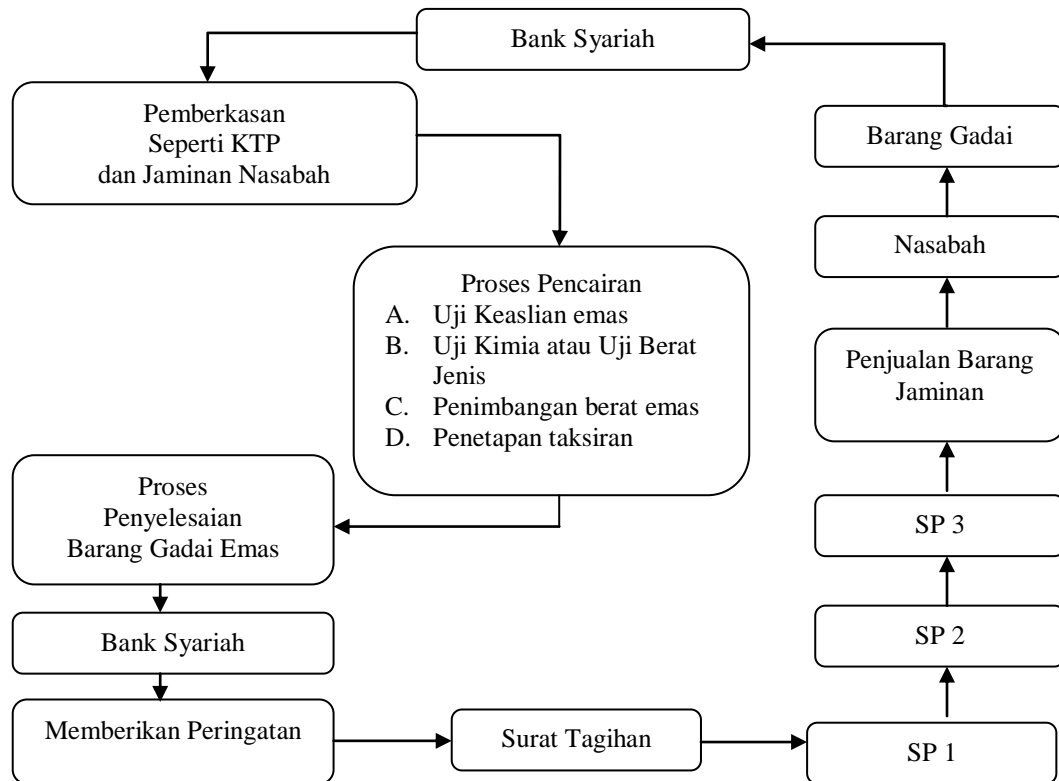 Bank Syariah
Pemberkasan
Seperti KTP
dan Jaminan Nasabah
Proses Pencairan
A. Uji Keaslian emas
B. Uji Kimia atau Uji Berat
Jenis
C. Penimbangan berat emas
D. Penetapan taksiran
Proses
Penyelesaian
Barang Gadai Emas
Bank Syariah
Memberikan Peringatan
Surat Tagihan
SP 1
SP 2
SP 3
Penjualan Barang
Jaminan
Nasabah
Barang Gadai